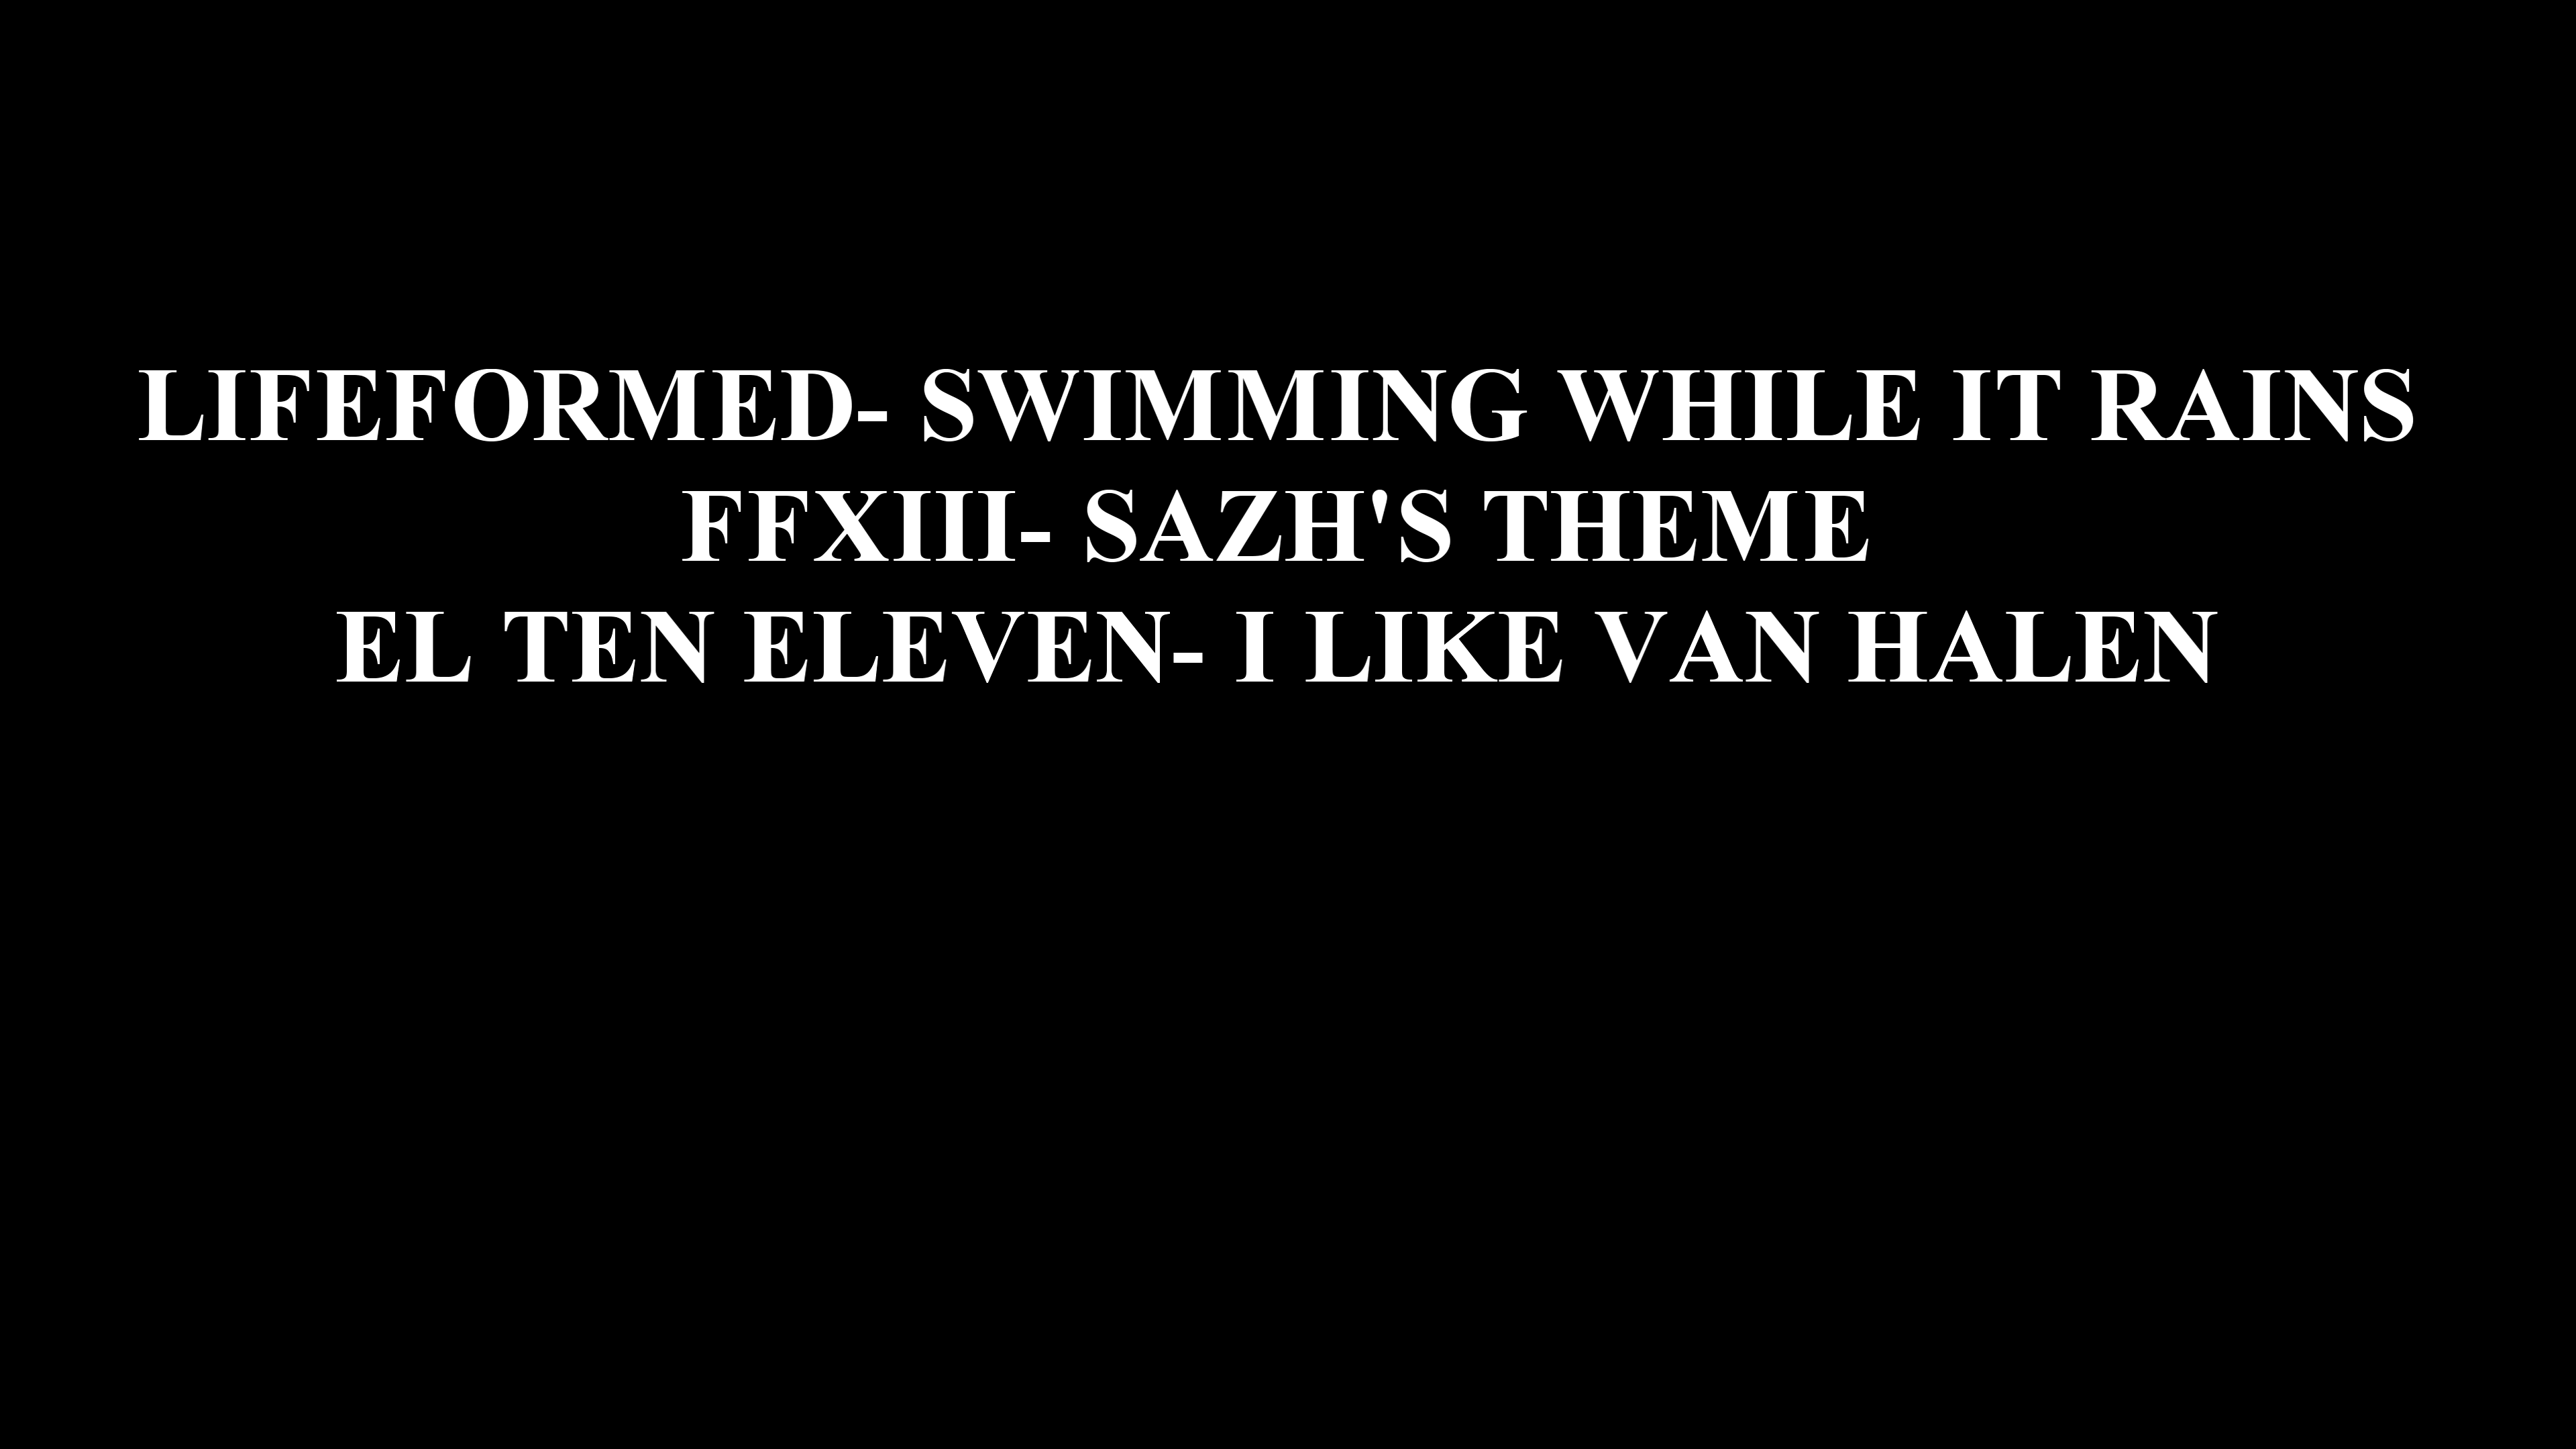 LIFEFORMED- SWIMMING WHILE IT RAINS
FFXIII- SAZH'S THEME
EL TEN ELEVEN- I LIKE VAN HALEN